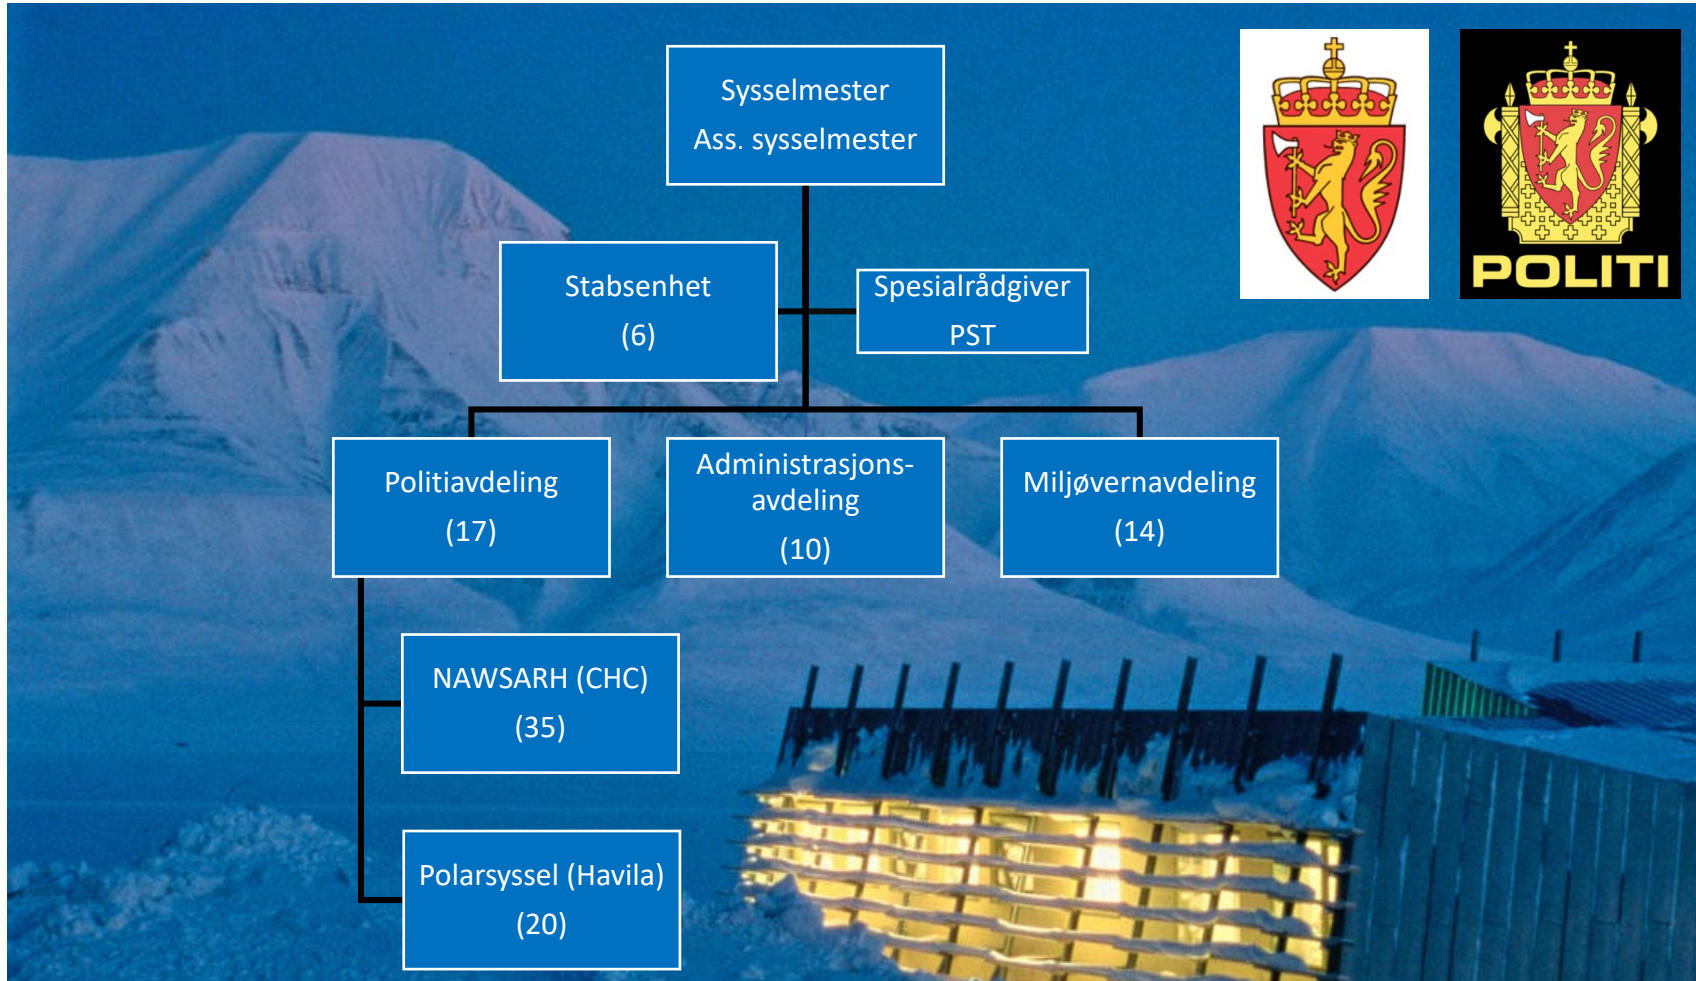 Sysselmester
Ass. sysselmester
POLITI
Stabsenhet
(6)
Spesialrådgiver
PST
Politiavdeling
(17)
Administrasjons-
avdeling
(10)
Miljøvernavdeling
(14)
NAWSARH (CHC)
(35)
Polarsyssel (Havila)
(20)